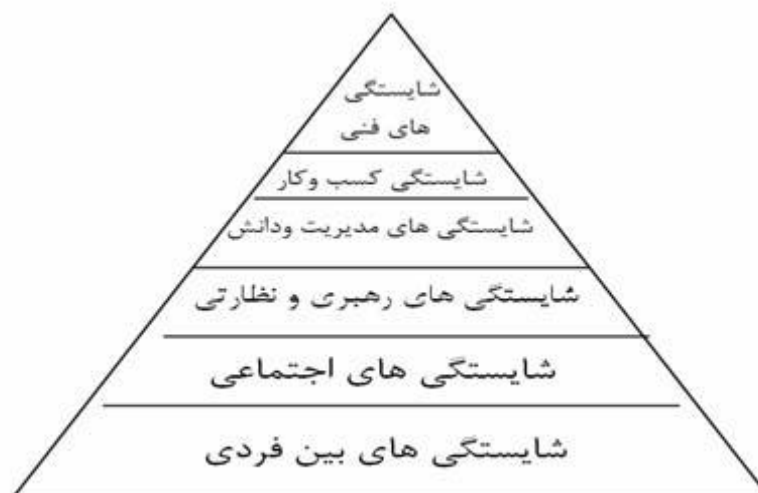 شایستگی
های فنی
شایستگی کسب وکار
شایستگی های مدیریت ودانش
شایستگی های رهبری و نظارتی
شایستگی های اجتماعی
شایستگی های بین فردی